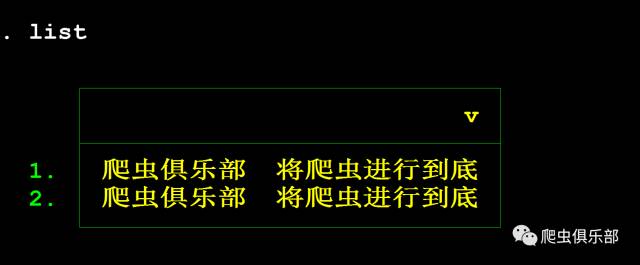 . list
v
1. 爬虫俱乐部  将爬虫进行到底
2. 爬虫俱乐部  将爬虫进行到底
爬虫俱乐部